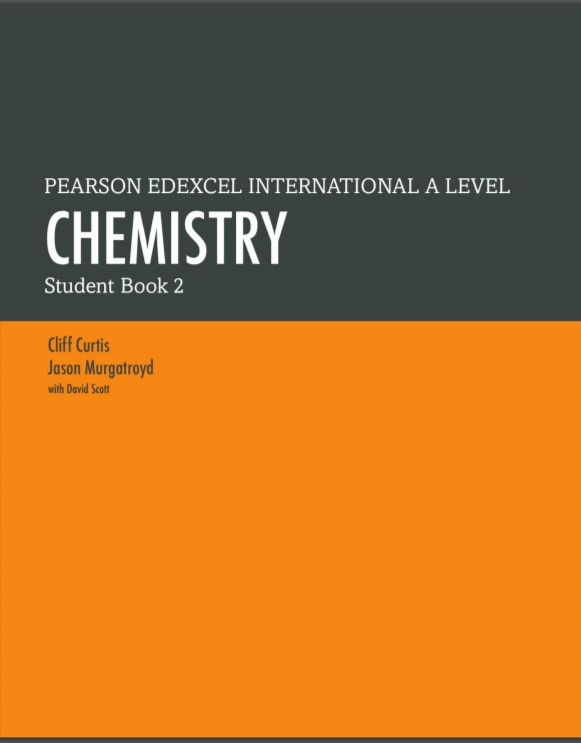 PEARSON EDEXCEL INTERNATIONAL A LEVEL
CHEMISTRY
Student Book 2
Cliff Curtis
Jason Murgatroyd
with David Scott